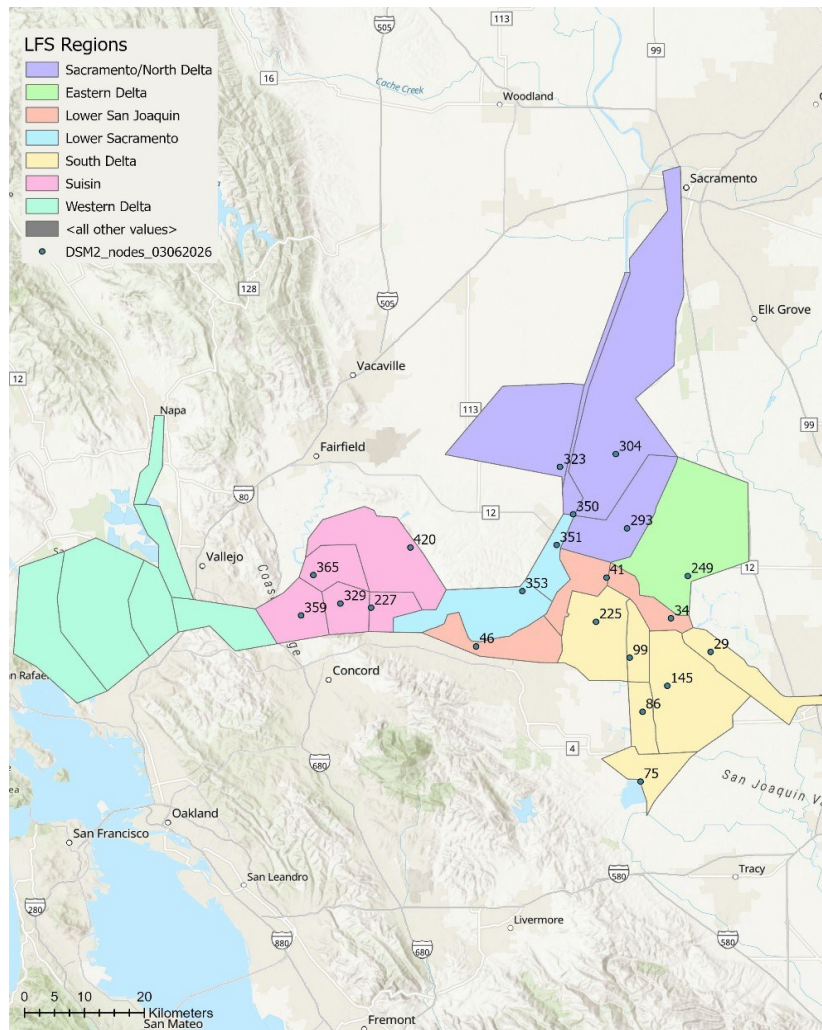 LFS Regions
Sacramento/North Delta
Eastern Delta
Lower San Joaquin
Lower Sacramento
South Delta
Suisin
Western Delta
<all other values>
DSM2_nodes_03062026
505
113
99
16
Cache Creek
Woodland
Sacramento
128
505
Elk Grove
12
Vacaville
113
Napa
99
Fairfield
304
323
80
12
350
293
351
420
Vallejo
365
41
249
12
353
359
329
227
225
34
46
99
29
San Rafael
Concord
145
86
4
680
75
San Joaquin V
Oakland
San Francisco
580
Tracy
San Leandro
280
880
Livermore
680
580
0 5 10 20
Kilometers
San Mateo
Fremont